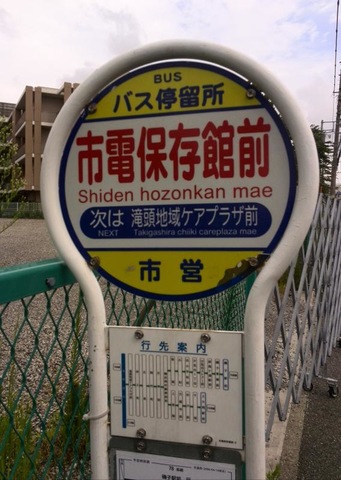 BUS
バス停留所
市電保存館前
Shiden hozonkan mae
次は 滝頭地域ケアプラザ前
NEXT Takigashira chiiki careplaza mae
市営
行先案内